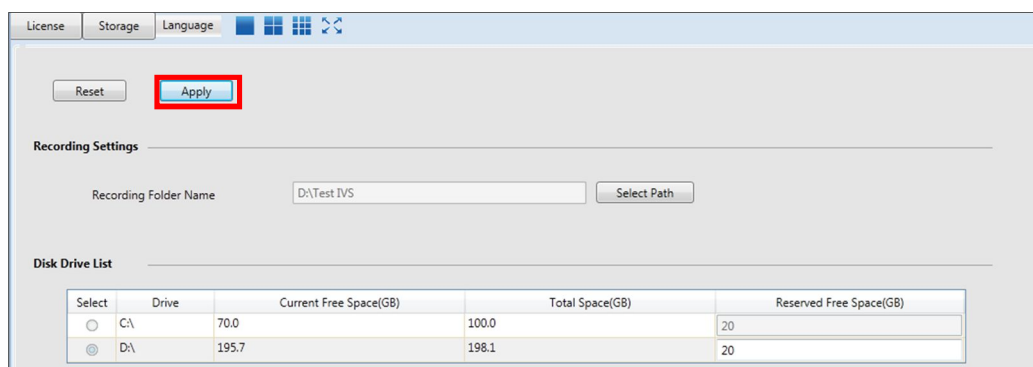 License Storage Language
Reset Apply
Recording Settings
Recording Folder Name D:\Test IVS Select Path
Disk Drive List
Select Drive Current Free Space(GB) Total Space(GB) Reserved Free Space(GB)
C:\ 70.0 100.0 20
D:\ 195.7 198.1 20